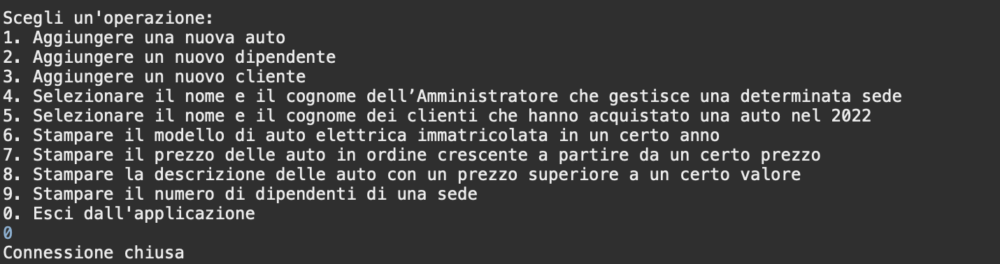 Scegli un'operazione:
1. Aggiungere una nuova auto
2. Aggiungere un nuovo dipendente
3. Aggiungere un nuovo cliente
4. Selezionare il nome e il cognome dell’Amministratore che gestisce una determinata sede
5. Selezionare il nome e il cognome dei clienti che hanno acquistato una auto nel 2022
6. Stampare il modello di auto elettrica immatricolata in un certo anno
7. Stampare il prezzo delle auto in ordine crescente a partire da un certo prezzo
8. Stampare la descrizione delle auto con un prezzo superiore a un certo valore
9. Stampare il numero di dipendenti di una sede
0. Esci dall'applicazione
0
Connessione chiusa